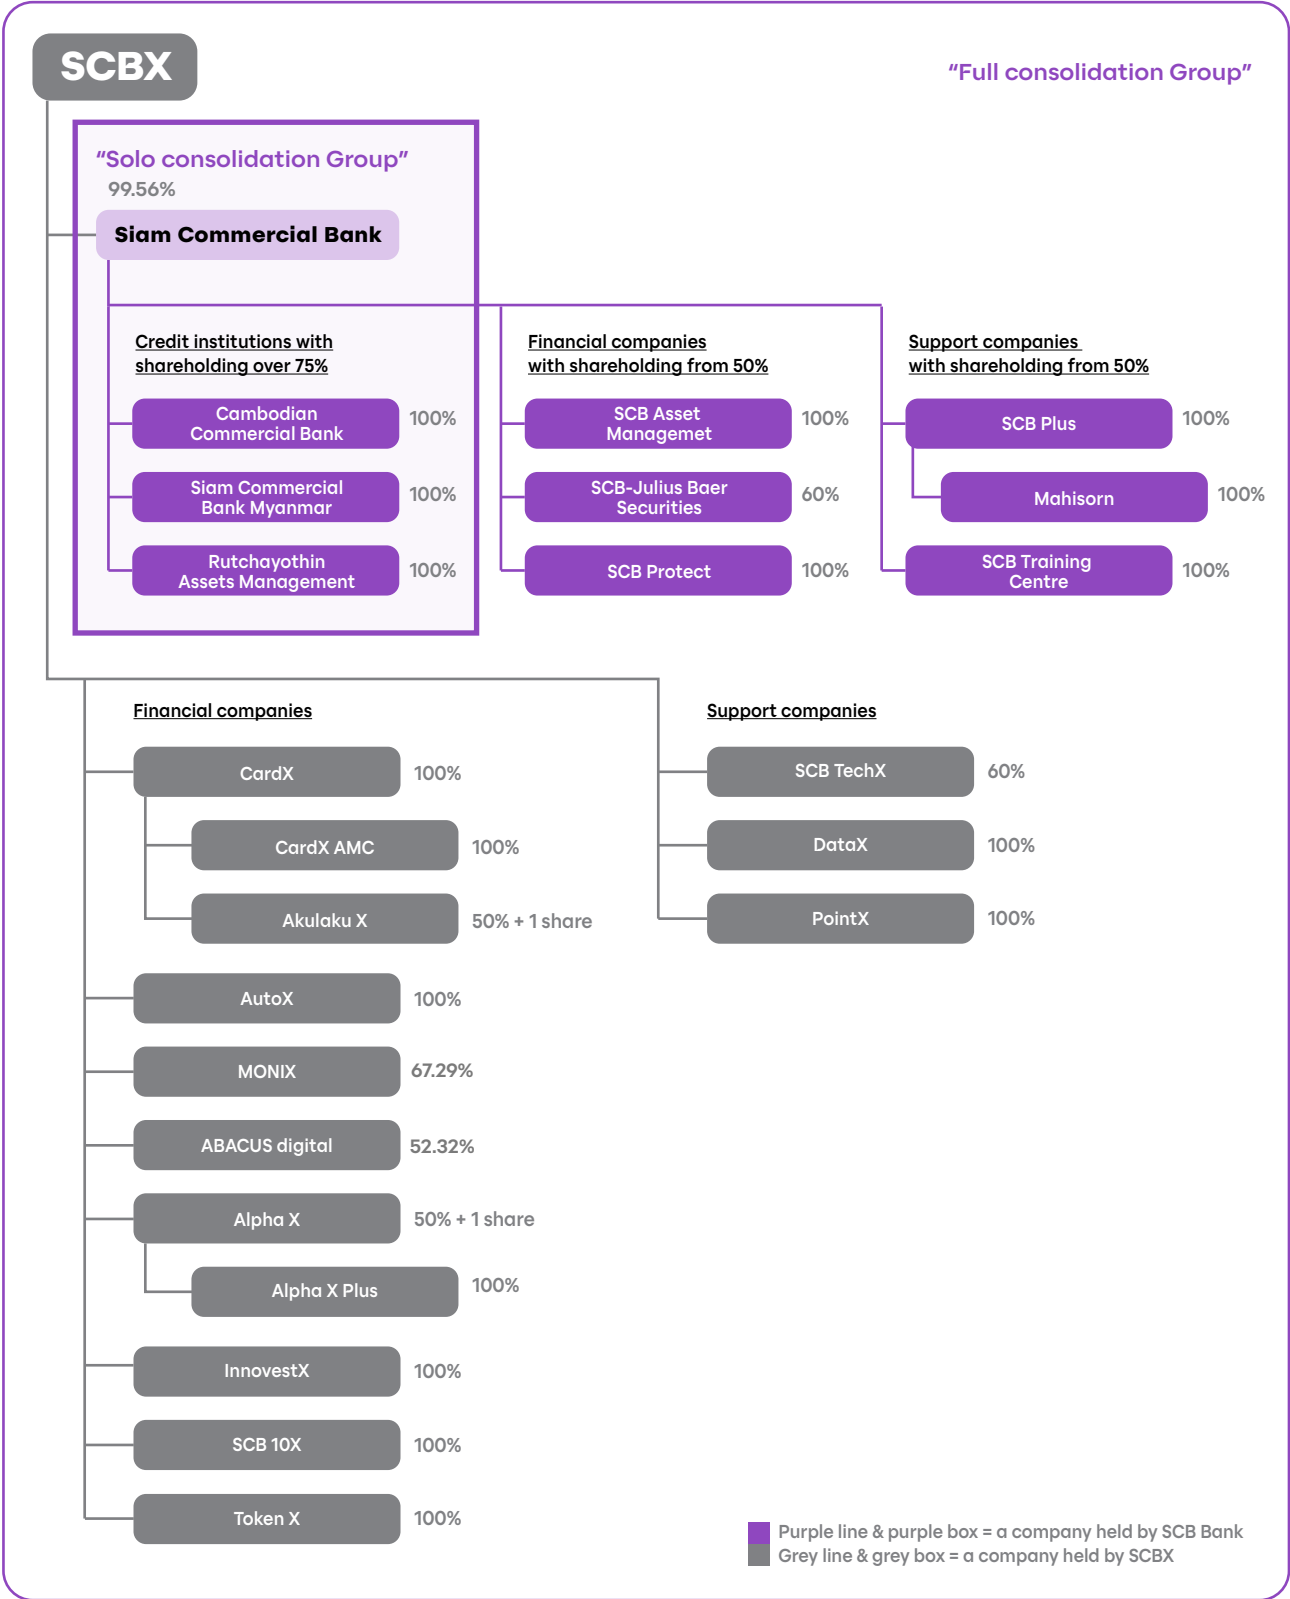 SCBX
“Full consolidation Group”
“Solo consolidation Group”
99.56%
Siam Commercial Bank
Credit institutions with
shareholding over 75%
Cambodian
Commercial Bank
100%
Siam Commercial
Bank Myanmar
100%
Rutchayothin
Assets Management
100%
Financial companies
with shareholding from 50%
SCB Asset
Managemet
100%
SCB-Julius Baer
Securities
60%
SCB Protect
100%
Support companies
with shareholding from 50%
SCB Plus
100%
Mahisorn
100%
SCB Training
Centre
100%
Financial companies
CardX
100%
CardX AMC
100%
Akulaku X
50% + 1 share
AutoX
100%
MONIX
67.29%
ABACUS digital
52.32%
Alpha X
50% + 1 share
Alpha X Plus
100%
InnovestX
100%
SCB 10X
100%
Token X
100%
Support companies
SCB TechX
60%
DataX
100%
PointX
100%
Purple line & purple box = a company held by SCB Bank
Grey line & grey box = a company held by SCBX